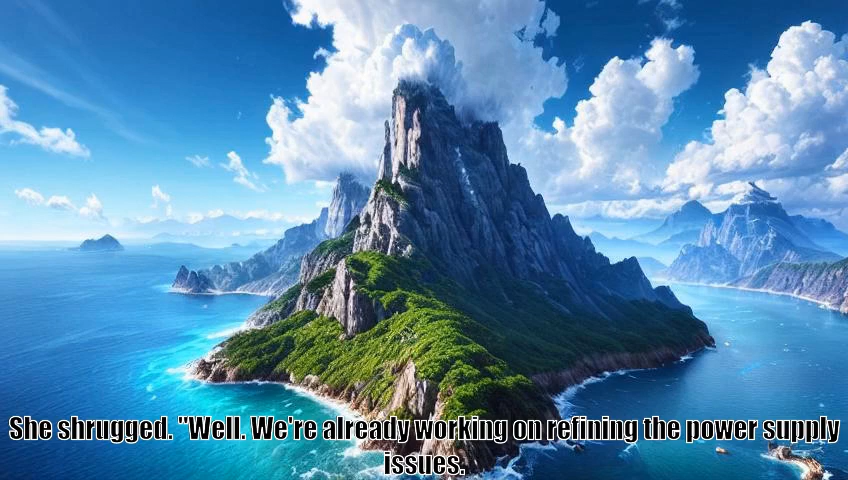 She shrugged. "Well. We're already working on refining the power supply
issues.